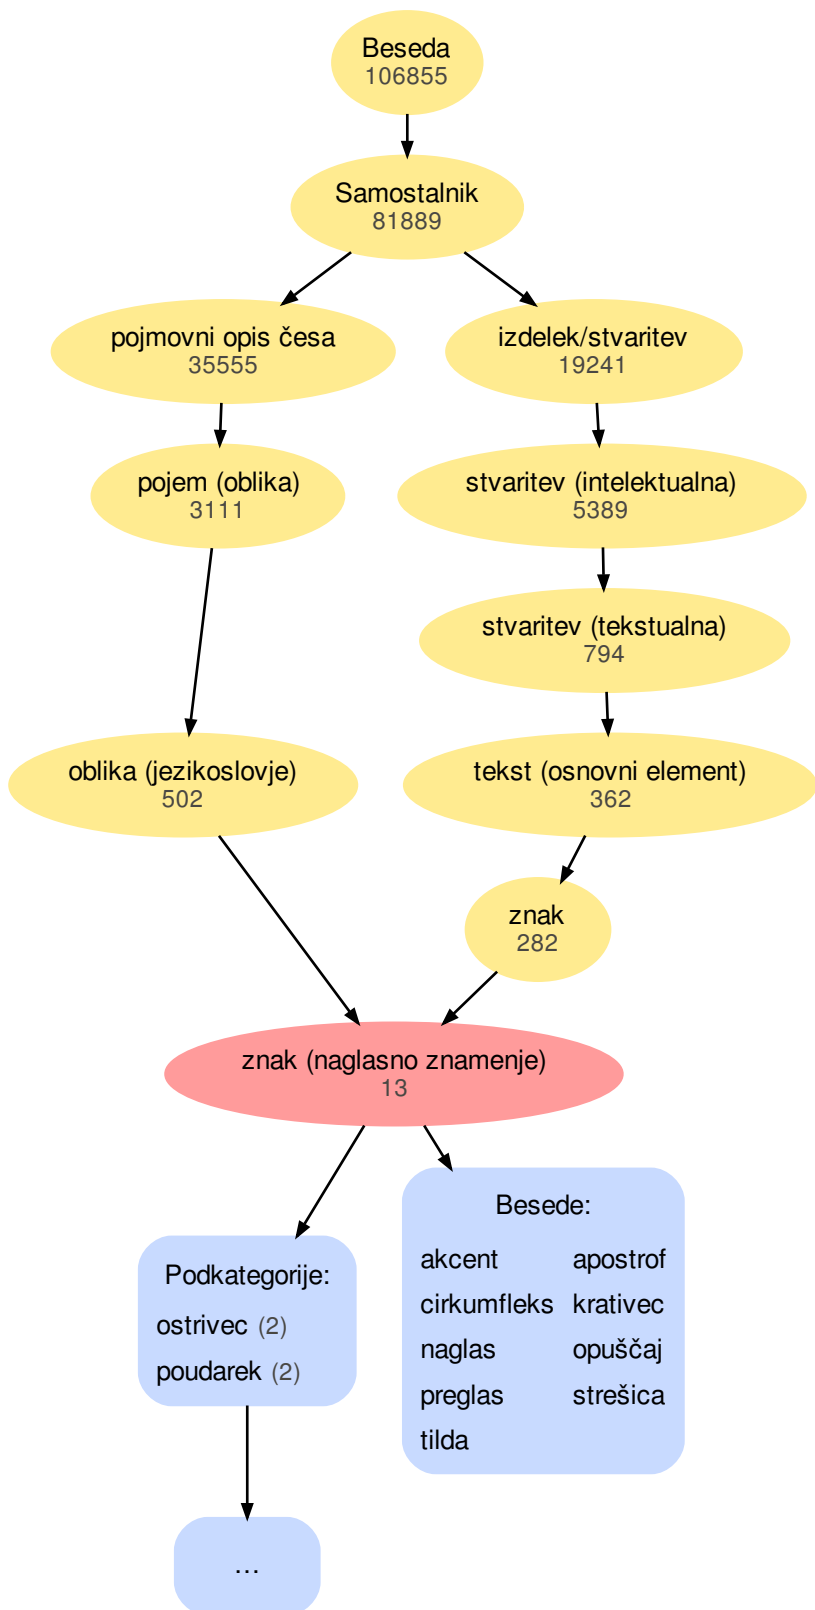 Beseda
106855
Samostalnik
81889
pojmovni opis česa
35555
izdelek/stvaritev
19241
pojem (oblika)
3111
stvaritev (intelektualna)
5389
stvaritev (tekstualna)
794
oblika (jezikoslovje)
502
tekst (osnovni element)
362
znak
282
znak (naglasno znamenje)
13
Podkategorije:
ostrivec (2)
poudarek (2)
...
Besede:
akcent apostrof
cirkumfleks krativec
naglas opuščaj
preglas strešica
tilda